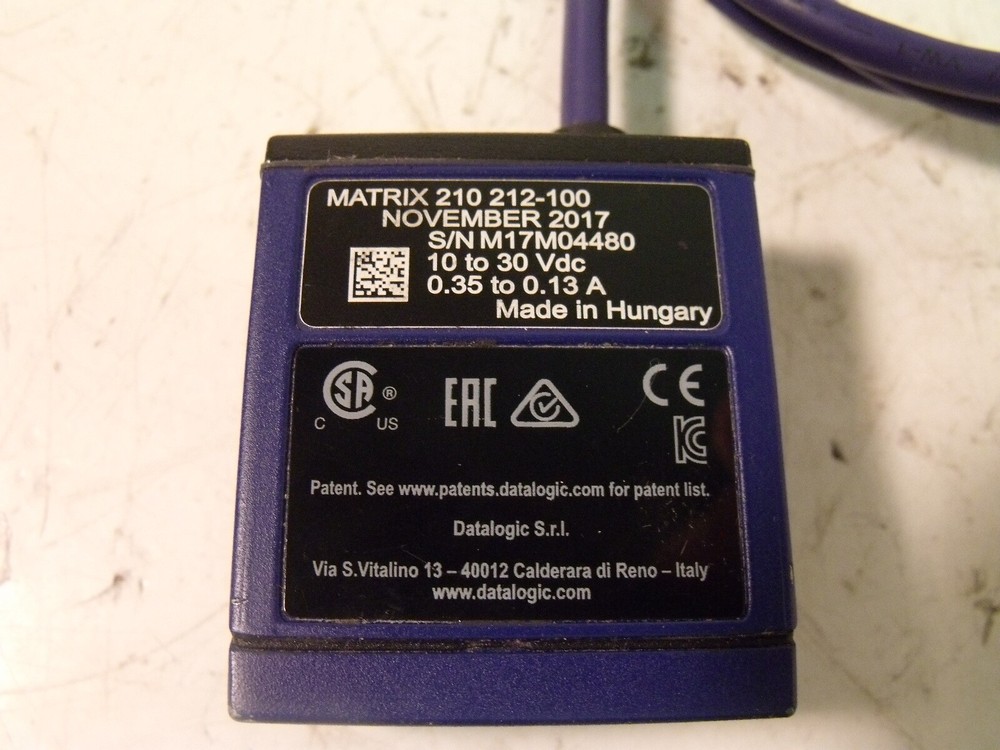 MATRIX 210 212-100
NOVEMBER 2017
S/N M17M04480
10 to 30 Vdc
0.35 to 0.13 A
Made in Hungary
SA ®
C US
EAC
CE
KC
Patent. See www.patents.datalogic.com for patent list.
Datalogic S.r.l.
Via S.Vitalino 13 – 40012 Calderara di Reno – Italy
www.datalogic.com